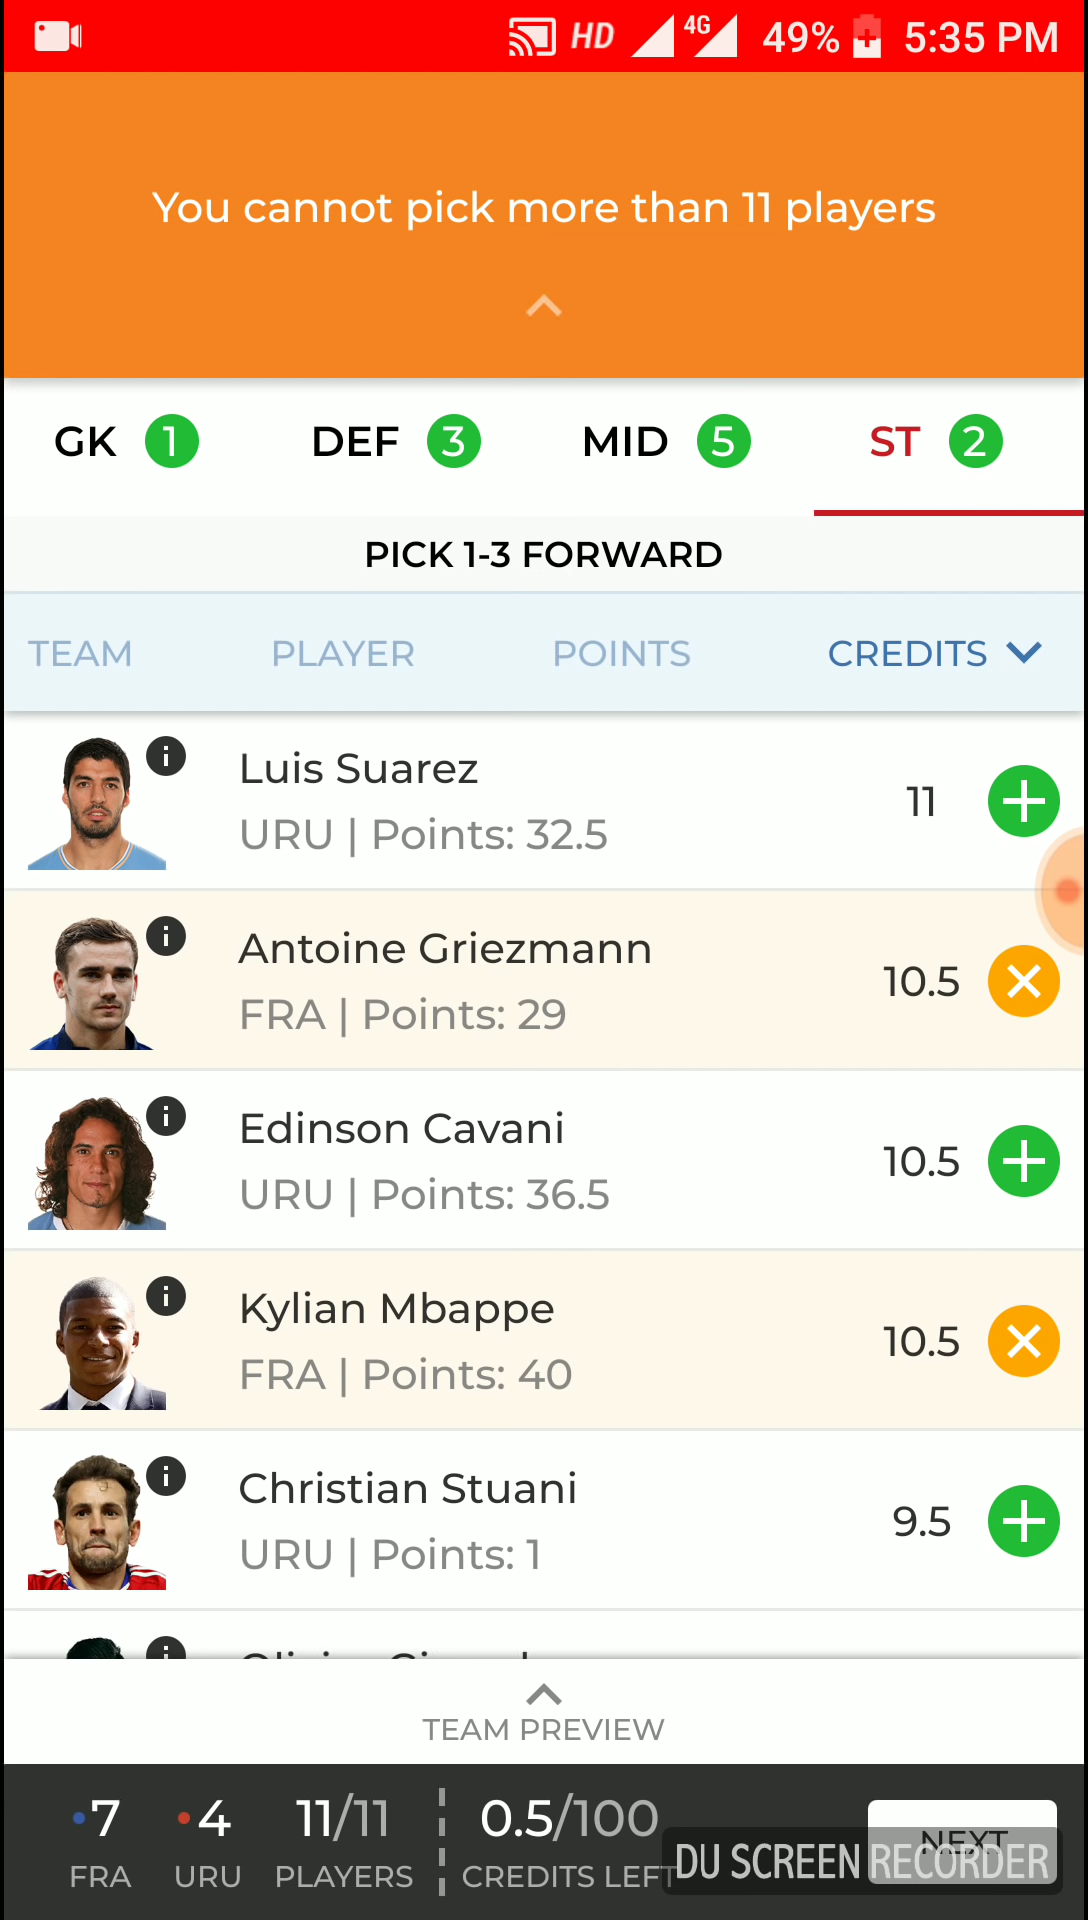 HD 4G 49% 5:35 PM
You cannot pick more than 11 players
GK 1 DEF 3 MID 5 ST 2
PICK 1-3 FORWARD
TEAM PLAYER POINTS CREDITS
Luis Suarez
URU | Points: 32.5
11
Antoine Griezmann
FRA | Points: 29
10.5
Edinson Cavani
URU | Points: 36.5
10.5
Kylian Mbappe
FRA | Points: 40
10.5
Christian Stuani
URU | Points: 1
9.5
TEAM PREVIEW
7 4 11/11 0.5/100
FRA URU PLAYERS CREDITS LEFT
NEXT
DU SCREEN RECORDER